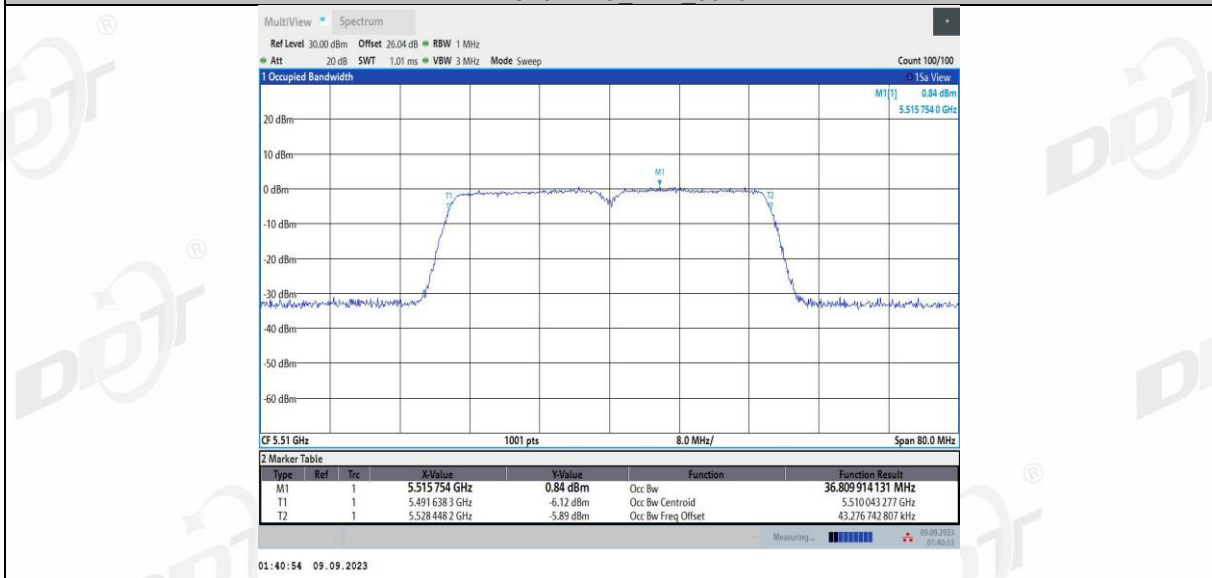 MultiView Spectrum
Ref Level 30.00 dBm Offset 26.04 dB RBW 1 MHz
Att 20 dB SWT 1.01 ms VBW 3 MHz Mode Sweep Count 100/100
1 Occupied Bandwidth 1Sa View
M1[1] 0.84 dBm
5.515 754 0 GHz
20 dBm
10 dBm
M1
0 dBm
T1 T2
-10 dBm
-20 dBm
-30 dBm
-40 dBm
-50 dBm
-60 dBm
CF 5.51 GHz 1001 pts 8.0 MHz/ Span 80.0 MHz
2 Marker Table
Type Ref Trc X-Value Y-Value Function Function Result
M1 1 5.515 754 GHz 0.84 dBm Occ Bw 36.809 914 131 MHz
T1 1 5.491 638 3 GHz -6.12 dBm Occ Bw Centroid 5.510 043 277 GHz
T2 1 5.528 448 2 GHz -5.89 dBm Occ Bw Freq Offset 43.276 742 807 kHz
Measuring... 09.09.2023
01:40:53
01:40:54 09.09.2023